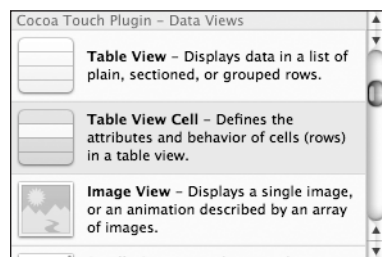 Cocoa Touch Plugin – Data Views
Table View – Displays data in a list of
plain, sectioned, or grouped rows.
Table View Cell – Defines the
attributes and behavior of cells (rows)
in a table view.
Image View – Displays a single image,
or an animation described by an array
of images.